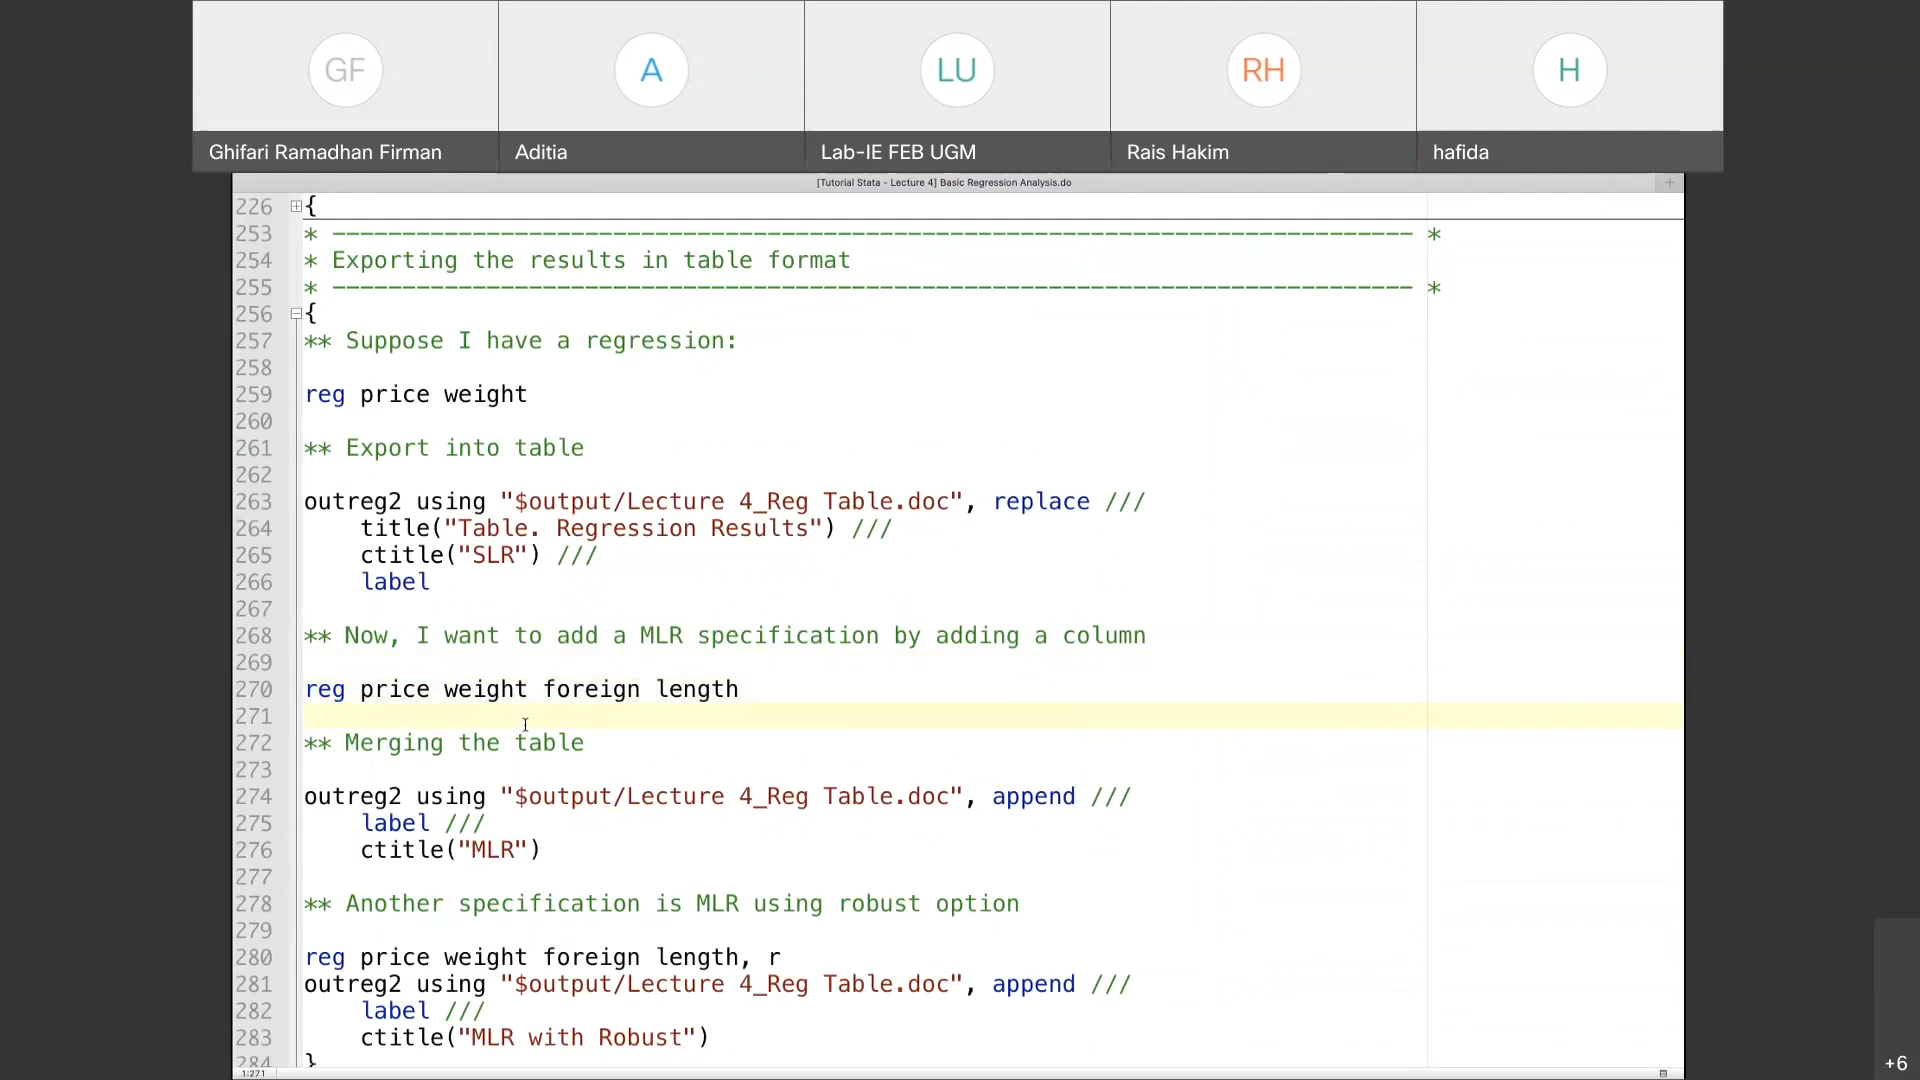 GF
A
LU
RH
H
Ghifari Ramadhan Firman
Aditia
Lab-IE FEB UGM
Rais Hakim
hafida
[Tutorial Stata - Lecture 4] Basic Regression Analysis.do
226 {
253 * ----------------------------------------------------------------------------- *
254 * Exporting the results in table format
255 * ----------------------------------------------------------------------------- *
256 {
257 ** Suppose I have a regression:
258
259 reg price weight
260
261 ** Export into table
262
263 outreg2 using "$output/Lecture 4_Reg Table.doc", replace ///
264 title("Table. Regression Results") ///
265 ctitle("SLR") ///
266 label
267
268 ** Now, I want to add a MLR specification by adding a column
269
270 reg price weight foreign length
271
272 ** Merging the table
273
274 outreg2 using "$output/Lecture 4_Reg Table.doc", append ///
275 label ///
276 ctitle("MLR")
277
278 ** Another specification is MLR using robust option
279
280 reg price weight foreign length, r
281 outreg2 using "$output/Lecture 4_Reg Table.doc", append ///
282 label ///
283 ctitle("MLR with Robust")
284 }
1:271
+6